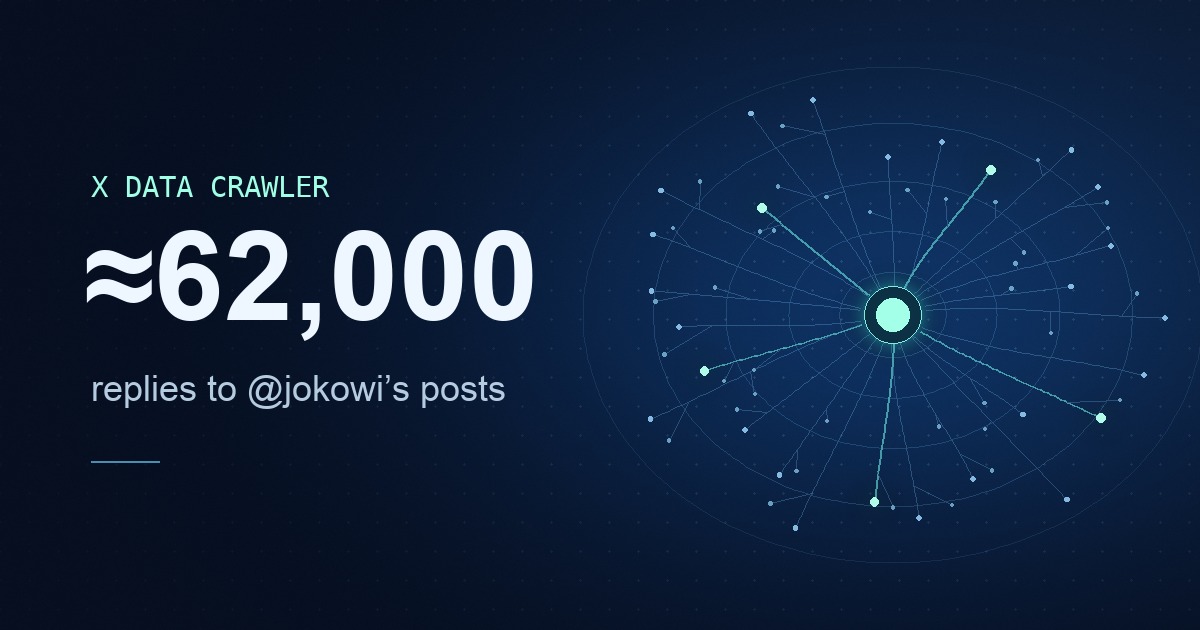 X DATA CRAWLER
≈62,000
replies to @jokowi’s posts